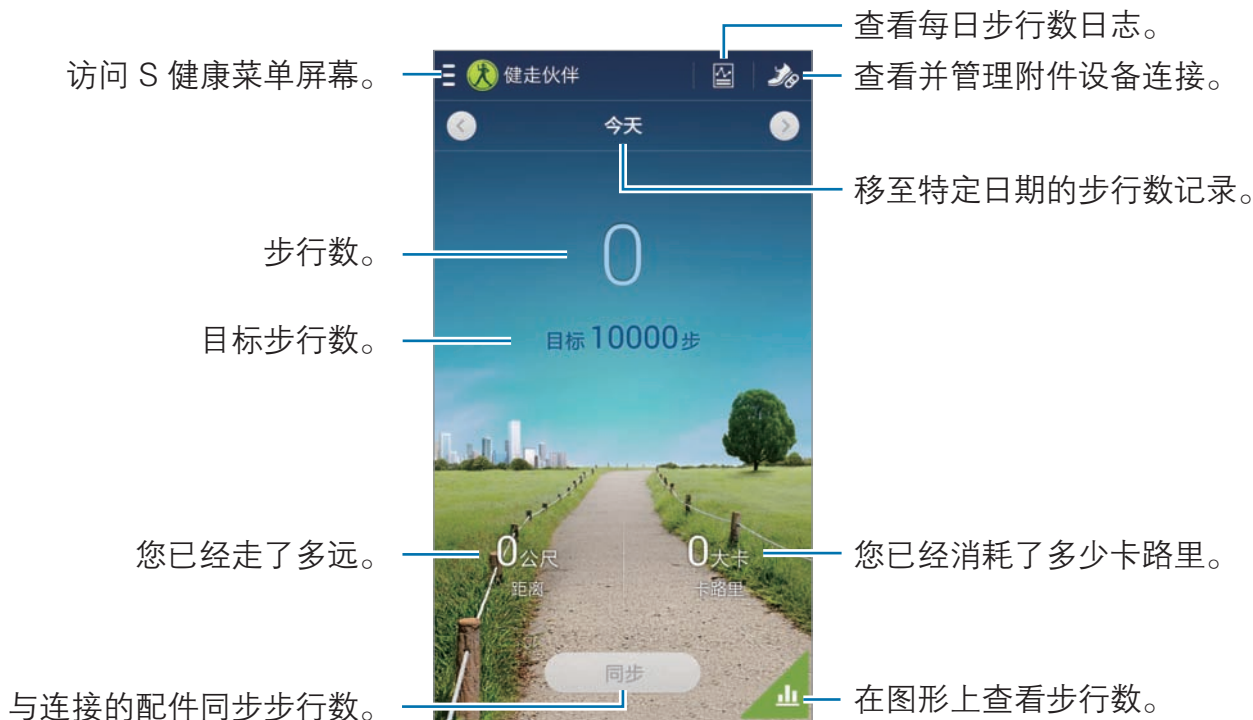 查看每日步行数日志。
访问 S 健康菜单屏幕。
健走伙伴
查看并管理附件设备连接。
今天
移至特定日期的步行数记录。
步行数。
0
目标步行数。
目标 10000 步
您已经走了多远。
0公尺
距离
0大卡
卡路里
您已经消耗了多少卡路里。
同步
与连接的配件同步步行数。
在图形上查看步行数。